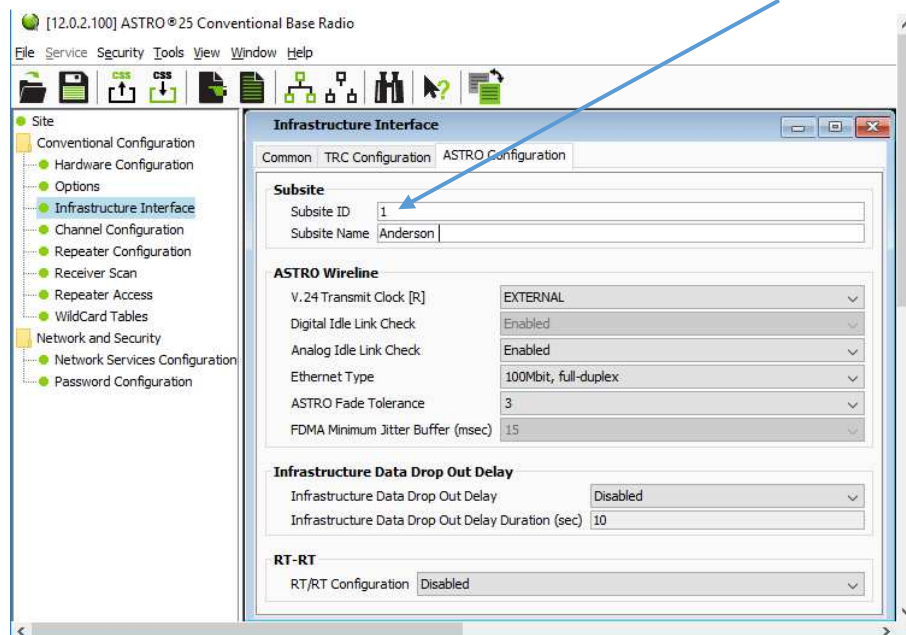 [12.0.2.100] ASTRO®25 Conventional Base Radio
File Service Security Tools View Window Help
CSS CSS
?
Site
Conventional Configuration
Hardware Configuration
Options
Infrastructure Interface
Channel Configuration
Repeater Configuration
Receiver Scan
Repeater Access
WildCard Tables
Network and Security
Network Services Configuration
Password Configuration
Infrastructure Interface
Common TRC Configuration ASTRO Configuration
Subsite
Subsite ID 1
Subsite Name Anderson
ASTRO Wireline
V.24 Transmit Clock [R] EXTERNAL
Digital Idle Link Check Enabled
Analog Idle Link Check Enabled
Ethernet Type 100Mbit, full-duplex
ASTRO Fade Tolerance 3
FDMA Minimum Jitter Buffer (msec) 15
Infrastructure Data Drop Out Delay
Infrastructure Data Drop Out Delay Disabled
Infrastructure Data Drop Out Delay Duration (sec) 10
RT-RT
RT/RT Configuration Disabled